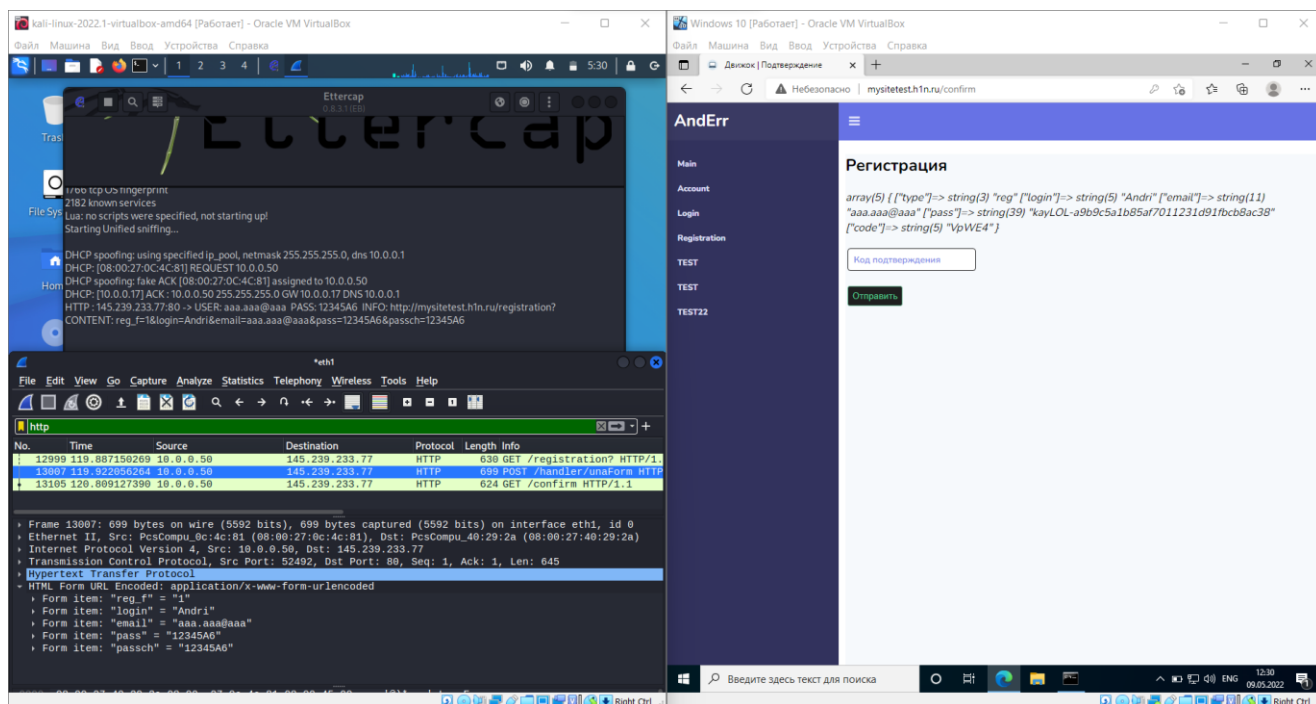 kali-linux-2022.1-virtualbox-amd64 [Работает] - Oracle VM VirtualBox
Файл Машина Вид Ввод Устройства Справка
1 2 3 4 5:30
Ettercap
0.8.3.1 (EB)
Ettercap
Tras
File Sys
Hom
1766 tcp OS fingerprint
2182 known services
Lua: no scripts were specified, not starting up!
Starting Unified sniffing...
DHCP spoofing: using specified ip_pool, netmask 255.255.255.0, dns 10.0.0.1
DHCP: [08:00:27:0C:4C:81] REQUEST 10.0.0.50
DHCP spoofing: fake ACK [08:00:27:0C:4C:81] assigned to 10.0.0.50
DHCP: [10.0.0.17] ACK : 10.0.0.50 255.255.255.0 GW 10.0.0.17 DNS 10.0.0.1
HTTP : 145.239.233.77:80 -> USER: aaa.aaa@aaa PASS: 12345A6 INFO: http://mysitetest.h1n.ru/registration?
CONTENT: reg_f=1&login=Andri&email=aaa.aaa@aaa&pass=12345A6&passch=12345A6
*eth1
File Edit View Go Capture Analyze Statistics Telephony Wireless Tools Help
http
No. Time Source Destination Protocol Length Info
12999 119.887150269 10.0.0.50 145.239.233.77 HTTP 630 GET /registration? HTTP/1.
13007 119.922056264 10.0.0.50 145.239.233.77 HTTP 699 POST /handler/unaForm HTTP
13105 120.809127390 10.0.0.50 145.239.233.77 HTTP 624 GET /confirm HTTP/1.1
Frame 13007: 699 bytes on wire (5592 bits), 699 bytes captured (5592 bits) on interface eth1, id 0
Ethernet II, Src: PcsCompu_0c:4c:81 (08:00:27:0c:4c:81), Dst: PcsCompu_40:29:2a (08:00:27:40:29:2a)
Internet Protocol Version 4, Src: 10.0.0.50, Dst: 145.239.233.77
Transmission Control Protocol, Src Port: 52492, Dst Port: 80, Seq: 1, Ack: 1, Len: 645
Hypertext Transfer Protocol
HTML Form URL Encoded: application/x-www-form-urlencoded
Form item: "reg_f" = "1"
Form item: "login" = "Andri"
Form item: "email" = "aaa.aaa@aaa"
Form item: "pass" = "12345A6"
Form item: "passch" = "12345A6"
Right Ctrl
Windows 10 [Работает] - Oracle VM VirtualBox
Файл Машина Вид Ввод Устройства Справка
Движок | Подтверждение
Небезопасно mysitetest.h1n.ru/confirm
AndErr
Main
Account
Login
Registration
TEST
TEST
TEST22
Регистрация
array(5) { ["type"]=> string(3) "reg" ["login"]=> string(5) "Andri" ["email"]=> string(11)
"aaa.aaa@aaa" ["pass"]=> string(39) "kayLOL-a9b9c5a1b85af7011231d91fbcb8ac38"
["code"]=> string(5) "VpWE4" }
Код подтверждения
Отправить
Введите здесь текст для поиска
ENG
12:30
09.05.2022
Right Ctrl